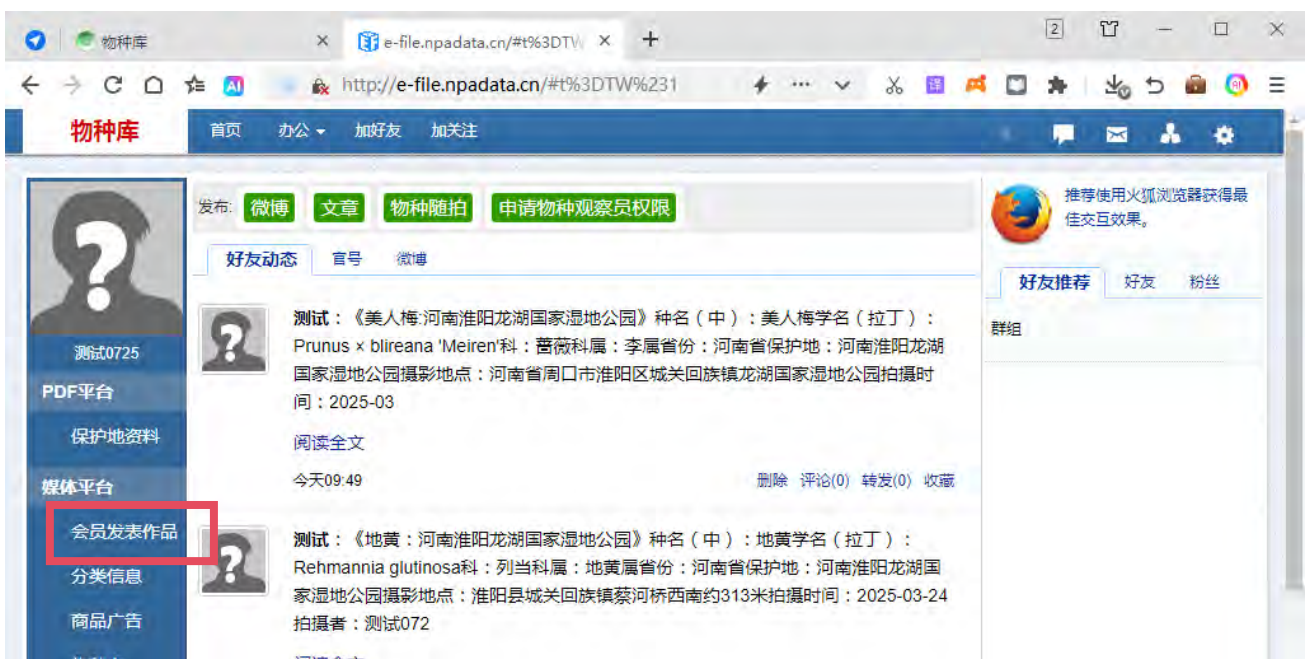 物种库
e-file.npadata.cn/#t%3DTW
2
http://e-file.npadata.cn/#t%3DTW%231
译
物种库
首页 办公 加好友 加关注
发布: 微博 文章 物种随拍 申请物种观察员权限
推荐使用火狐浏览器获得最
佳交互效果。
好友动态 官号 微博
好友推荐 好友 粉丝
群组
测试0725
PDF平台
保护地资料
媒体平台
会员发表作品
分类信息
商品广告
测试：《美人梅:河南淮阳龙湖国家湿地公园》种名（中）：美人梅学名（拉丁）：
Prunus × blireana 'Meiren'科：蔷薇科属：李属省份：河南省保护地：河南淮阳龙湖
国家湿地公园摄影地点：河南省周口市淮阳区城关回族镇龙湖国家湿地公园拍摄时
间：2025-03
阅读全文
今天09:49 删除 评论(0) 转发(0) 收藏
测试：《地黄：河南淮阳龙湖国家湿地公园》种名（中）：地黄学名（拉丁）：
Rehmannia glutinosa科：列当科属：地黄属省份：河南省保护地：河南淮阳龙湖国
家湿地公园摄影地点：淮阳县城关回族镇蔡河桥西南约313米拍摄时间：2025-03-24
拍摄者：测试072